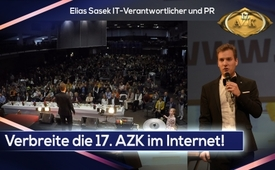 Elias Sasek IT-Verantwortlicher und PR
Verbreite die 17. AZK im Internet!